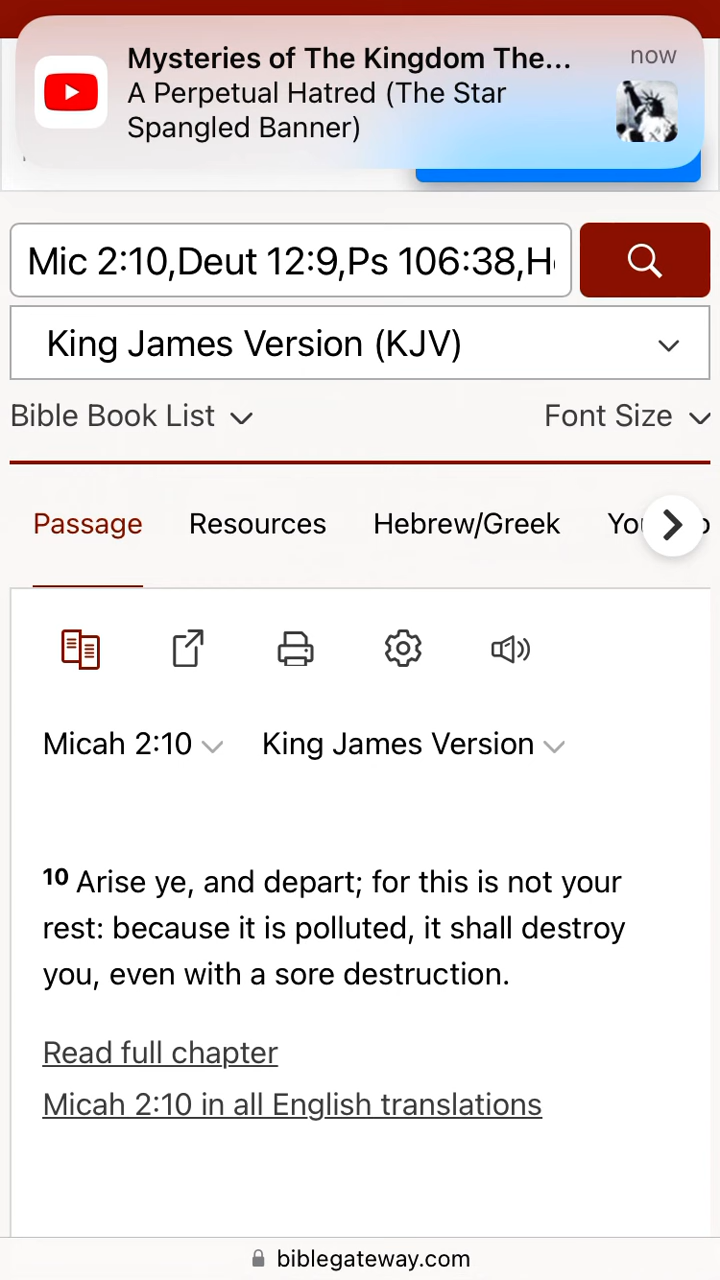 Mysteries of The Kingdom The...
now
A Perpetual Hatred (The Star
Spangled Banner)
Mic 2:10,Deut 12:9,Ps 106:38,H
King James Version (KJV)
Bible Book List
Font Size
Passage
Resources
Hebrew/Greek
Micah 2:10
King James Version
10 Arise ye, and depart; for this is not your
rest: because it is polluted, it shall destroy
you, even with a sore destruction.
Read full chapter
Micah 2:10 in all English translations
biblegateway.com